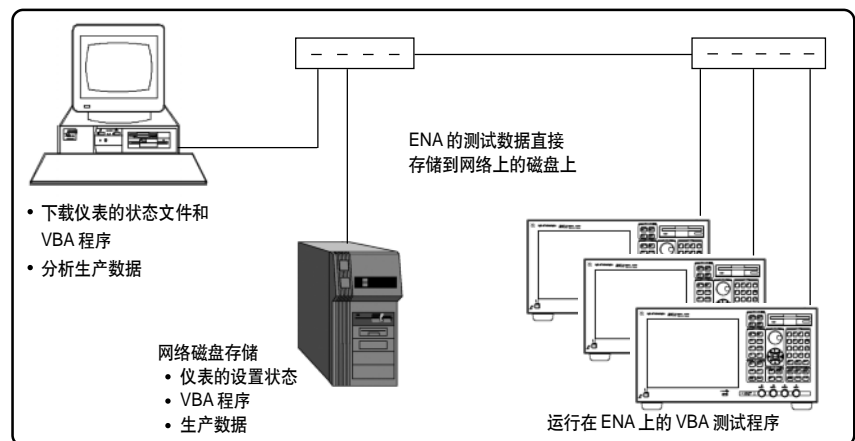 ENA 的测试数据直接
存储到网络上的磁盘上
• 下载仪表的状态文件和
VBA 程序
• 分析生产数据
网络磁盘存储
• 仪表的设置状态
• VBA 程序
• 生产数据
运行在 ENA 上的 VBA 测试程序